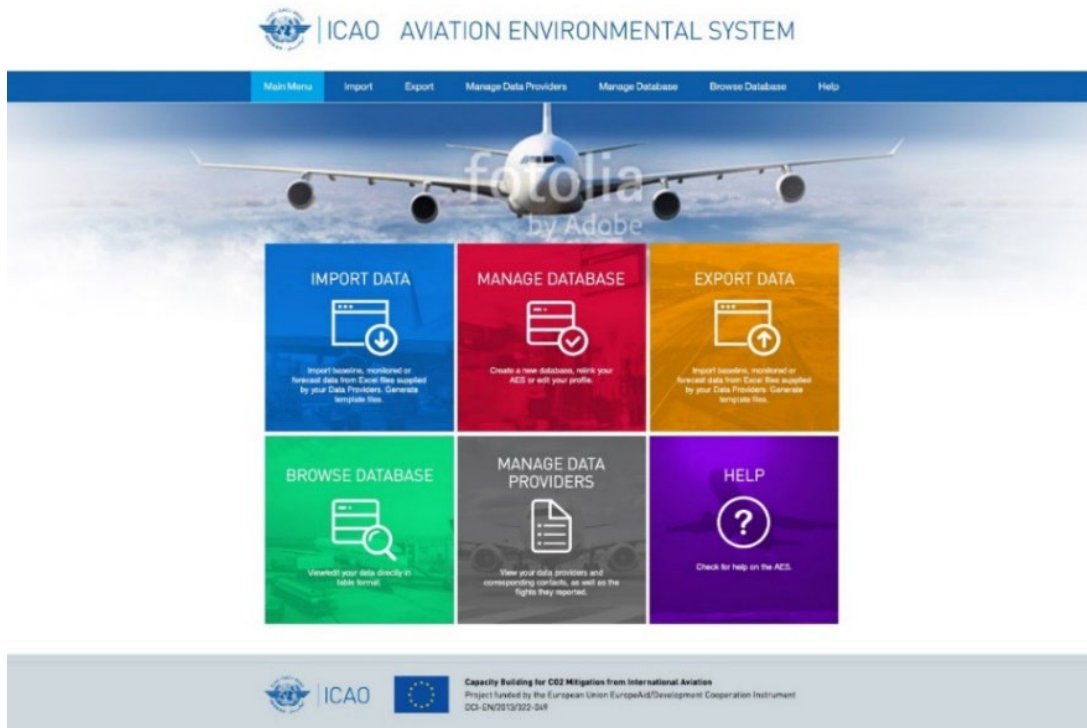 ICAO AVIATION ENVIRONMENTAL SYSTEM
Main Menu Import Export Manage Data Providers Manage Database Browse Database Help
fotolia
by Adobe
IMPORT DATA
Import baseline, monitored or
forecast data from Excel files supplied
by your Data Providers. Generate
template files.
MANAGE DATABASE
Create a new database, relink your
AES or edit your profile.
EXPORT DATA
Import baseline, monitored or
forecast data from Excel files supplied
by your Data Providers. Generate
template files.
BROWSE DATABASE
View/edit your data directly in
table format.
MANAGE DATA
PROVIDERS
View your data providers and
corresponding contacts, as well as the
flights they reported.
HELP
?
Check for help on the AES.
ICAO
Capacity Building for CO2 Mitigation from International Aviation
Project funded by the European Union EuropeAid/Development Cooperation Instrument
DCI-EN/2013/322-049